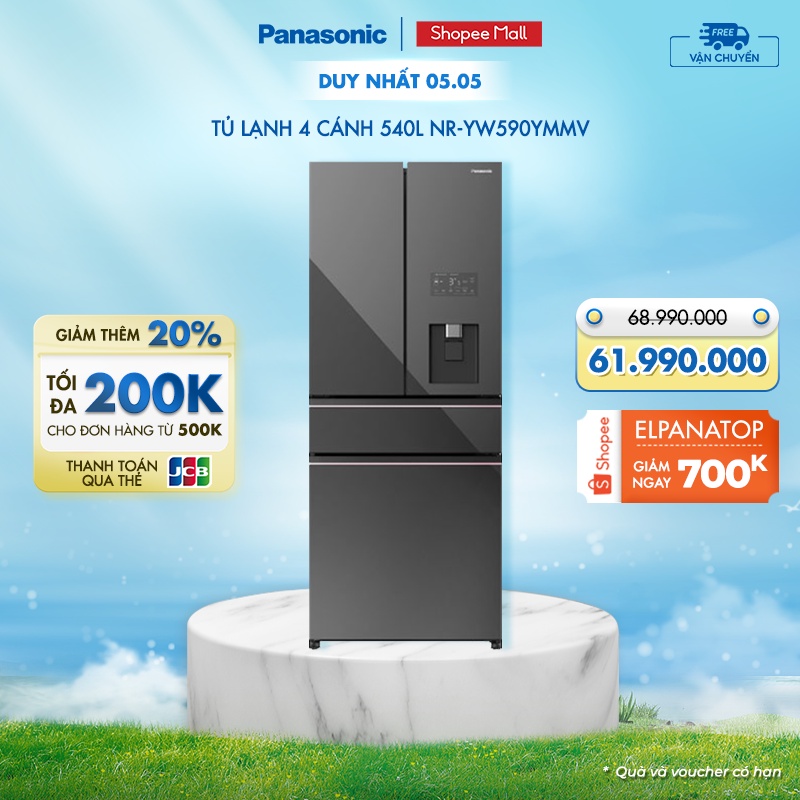 Panasonic
Shopee Mall
FREE
VẬN CHUYỂN
DUY NHẤT 05.05
TỦ LẠNH 4 CÁNH 540L NR-YW590YMMV
Panasonic
GIẢM THÊM 20%
TỐI ĐA 200K
CHO ĐƠN HÀNG TỪ 500K
THANH TOÁN
QUA THẺ
JCB
68.990.000
61.990.000
Shopee
ELPANATOP
GIẢM
NGAY 700K
* Quà và voucher có hạn